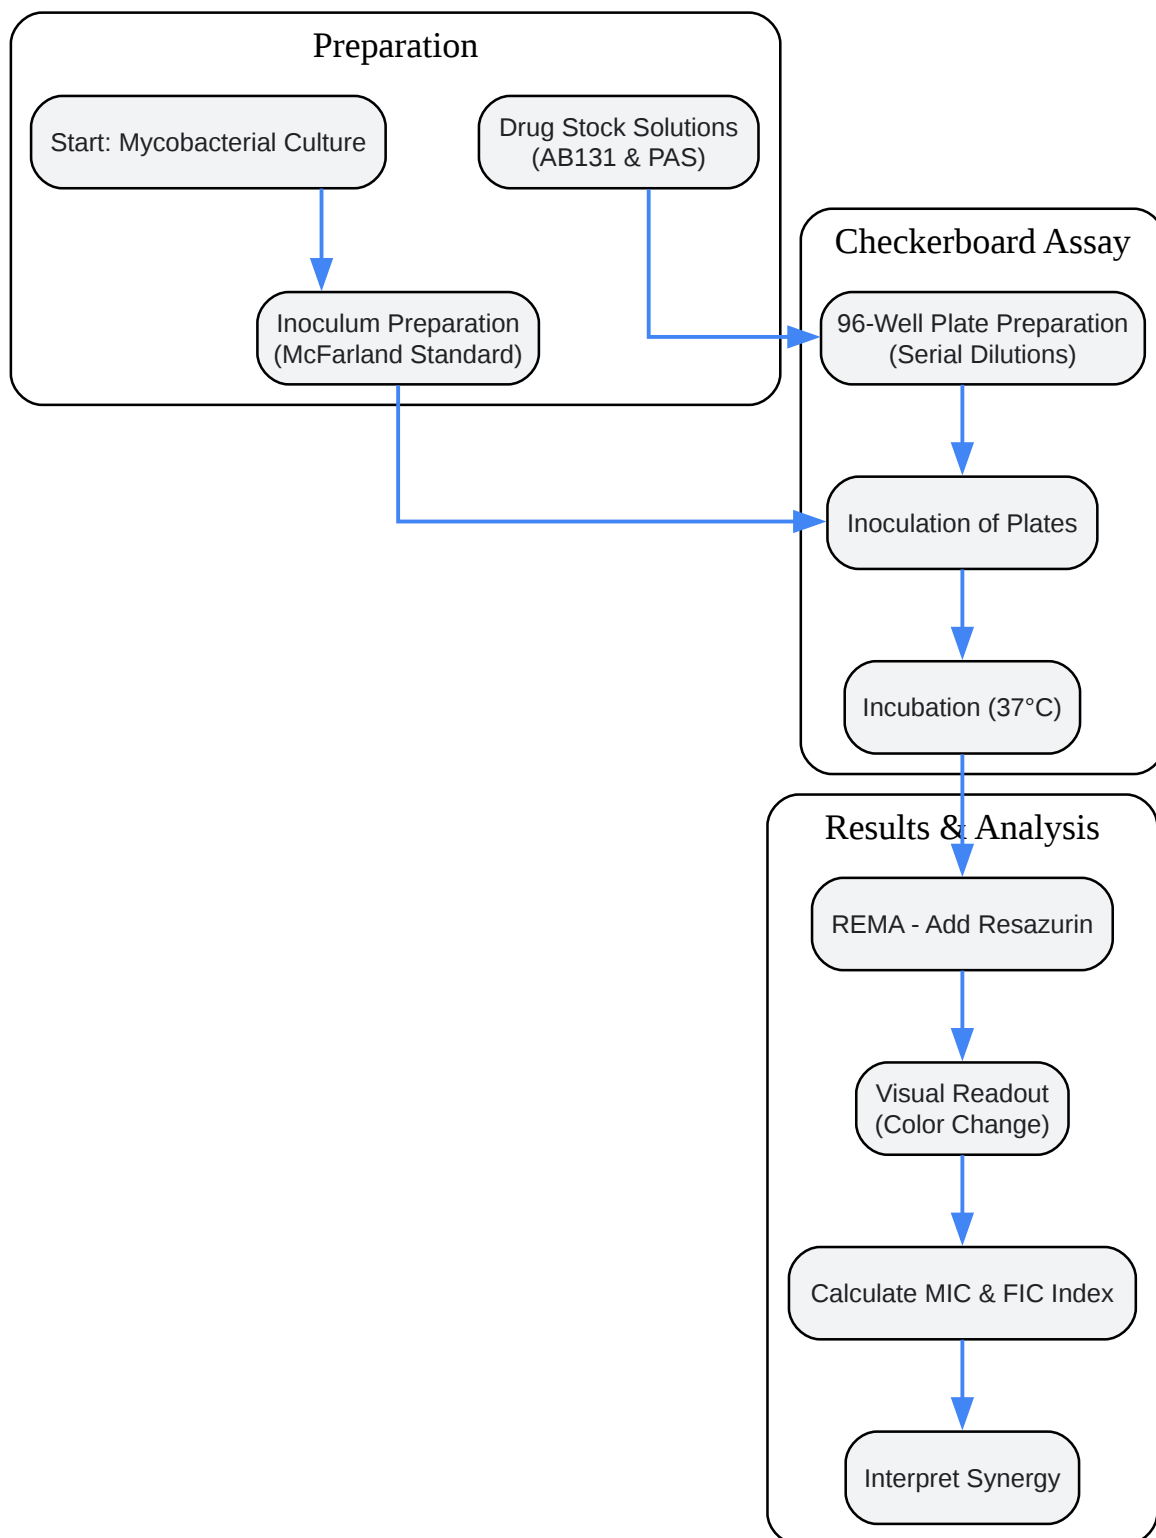 Preparation
Start: Mycobacterial Culture
Drug Stock Solutions
(AB131 & PAS)
Inoculum Preparation
(McFarland Standard)
Checkerboard Assay
96-Well Plate Preparation
(Serial Dilutions)
Inoculation of Plates
Incubation (37°C)
Results & Analysis
REMA - Add Resazurin
Visual Readout
(Color Change)
Calculate MIC & FIC Index
Interpret Synergy